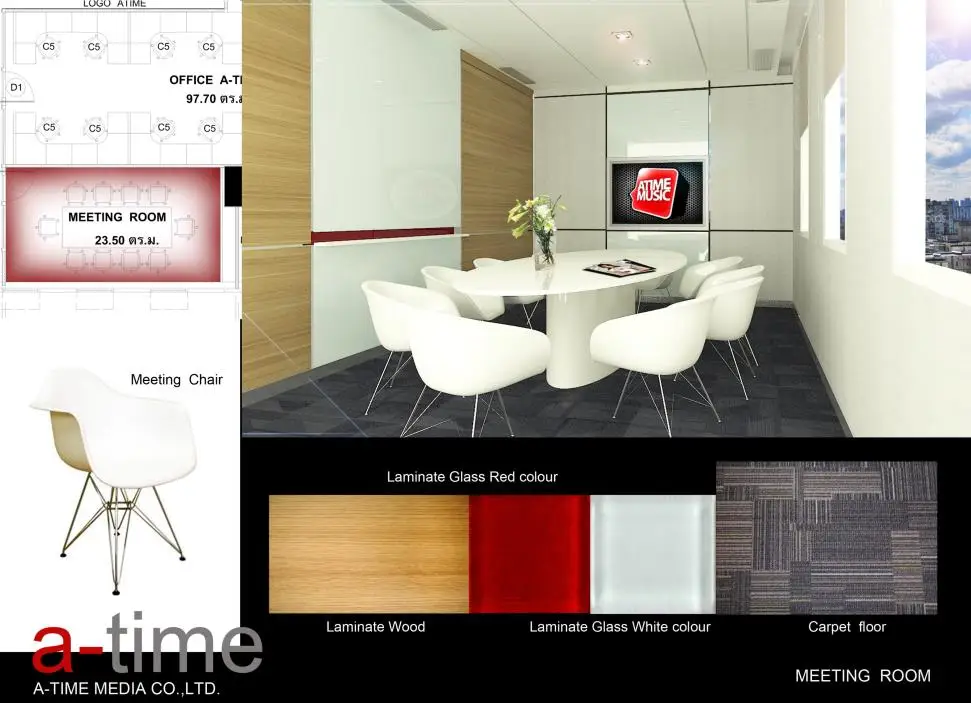 LOGO ATIME
C5
C5
C5
C5
D1
OFFICE A-TI
97.70 ตร.ม
C5
C5
C5
C5
MEETING ROOM
23.50 ตร.ม.
ATIME
MUSIC
Meeting Chair
Laminate Glass Red colour
Laminate Wood
Laminate Glass White colour
Carpet floor
a-time
A-TIME MEDIA CO.,LTD.
MEETING ROOM